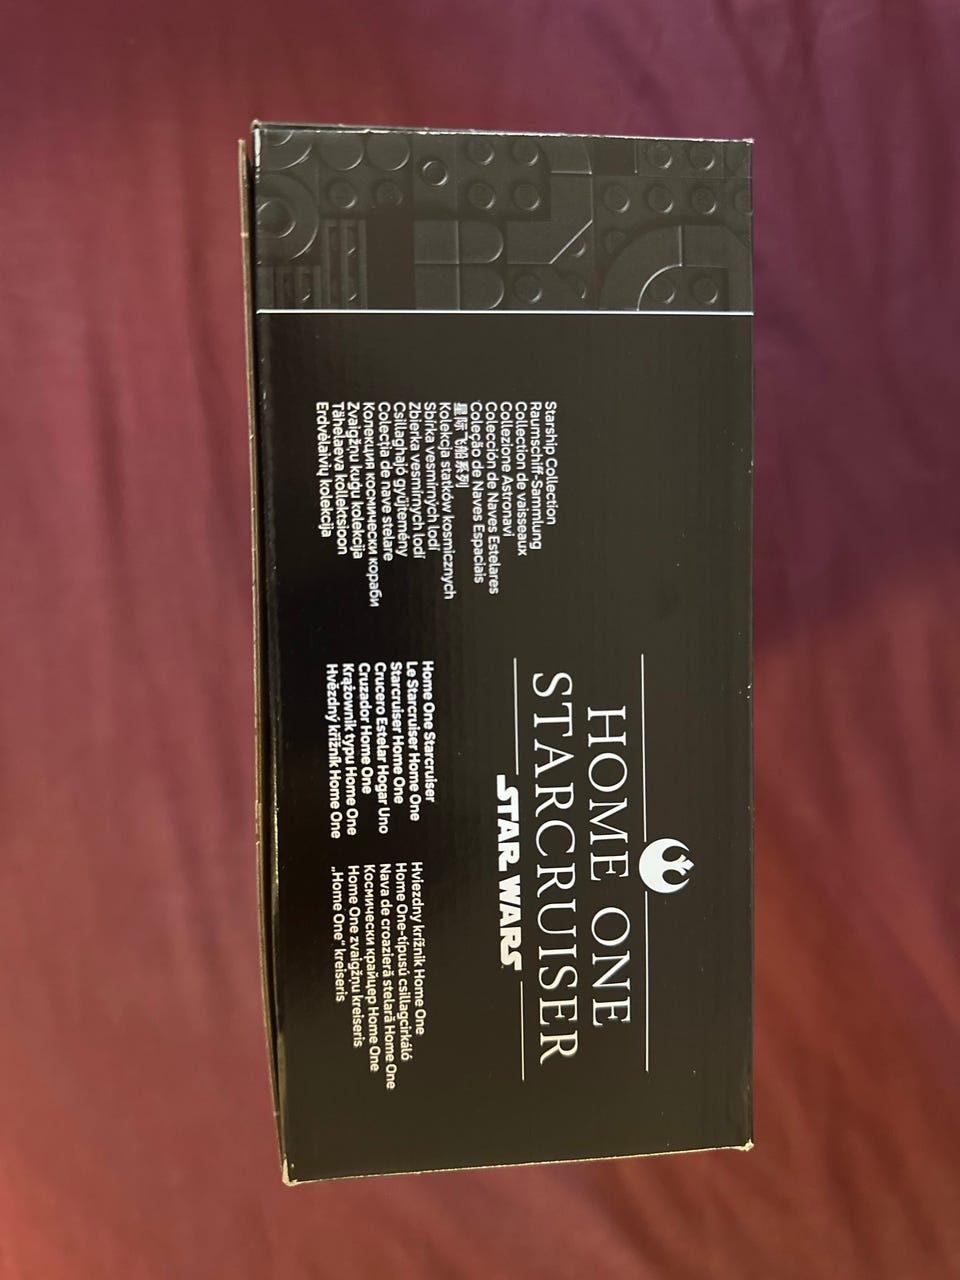 HOME ONE
STARCRUISER
STAR WARS
Starship Collection
Raumschiff-Sammlung
Collection de vaisseaux
Collezione Astronavi
Colección de Naves Estelares
Coleção de Naves Espaciais
星际飞船系列
Kolekcja statków kosmicznych
Sbírka vesmírných lodí
Zbierka vesmírnych lodí
Csillaghajó gyűjtemény
Colecția de nave stelare
Колекция космически кораби
Zvaigžņu kuģu kolekcija
Tähelaeva kollektsioon
Erdvėlaivių kolekcija
Home One Starcruiser
Le Starcruiser Home One
Starcruiser Home One
Crucero Estelar Hogar Uno
Cruzador Home One
Krążownik typu Home One
Hvězdný křižník Home One
Hviezdny krížnik Home One
Home One-típusú csillagcirkáló
Nava de croazieră stelară Home One
Космически крайцер Home One
Home One zvaigžņu kreiseris
„Home One“ kreiseris